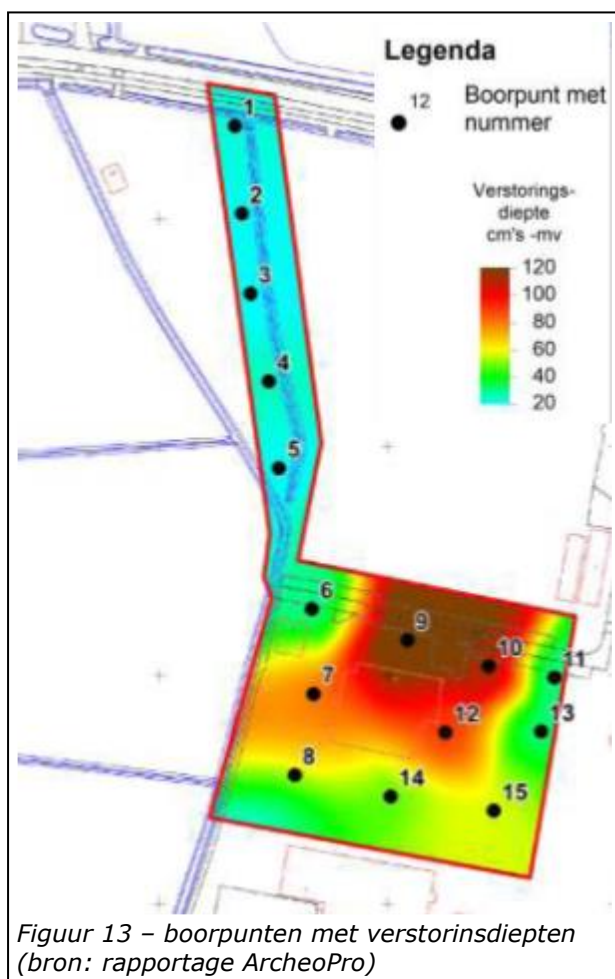 Legenda
12 Boorpunt met
nummer
Verstorings-
diepte
cm's -mv
120
100
80
60
40
20
1
2
3
4
5
6
9
10
11
7
12
13
8
14
15
Figuur 13 – boorpunten met verstorinsdiepten
(bron: rapportage ArcheoPro)